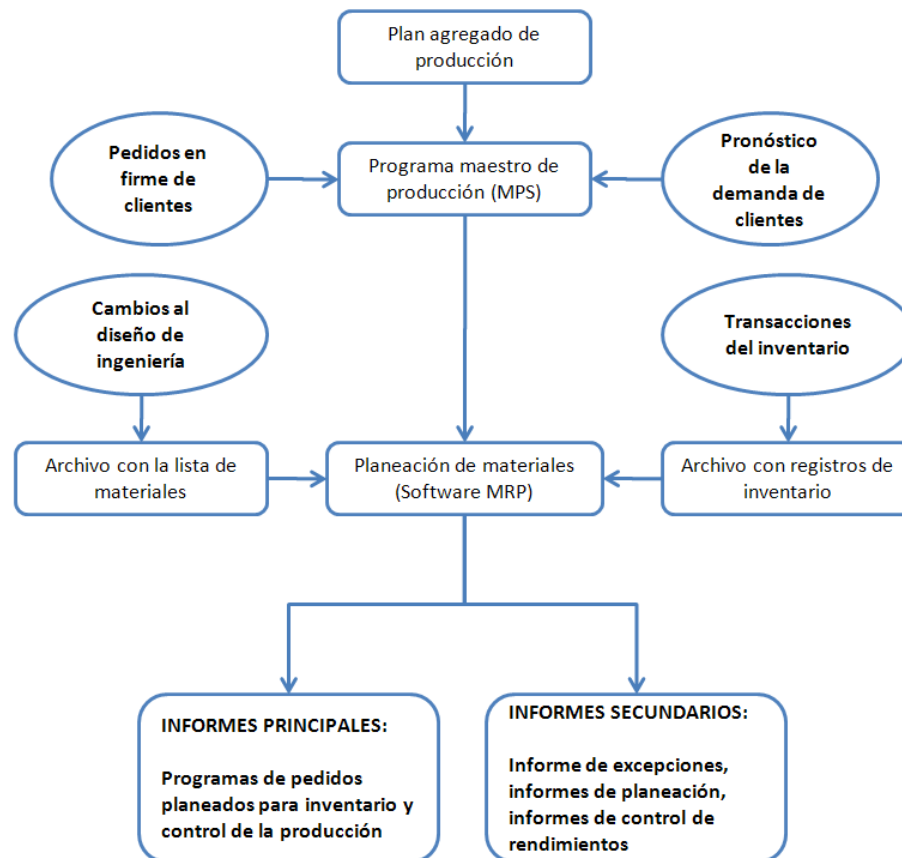 Plan agregado de
producción
Pedidos en
firme de
clientes
Programa maestro de
producción (MPS)
Pronóstico
de la
demanda de
clientes
Cambios al
diseño de
ingeniería
Transacciones
del inventario
Archivo con la lista de
materiales
Planeación de materiales
(Software MRP)
Archivo con registros de
inventario
INFORMES PRINCIPALES:
Programas de pedidos
planeados para inventario y
control de la producción
INFORMES SECUNDARIOS:
Informe de excepciones,
informes de planeación,
informes de control de
rendimientos